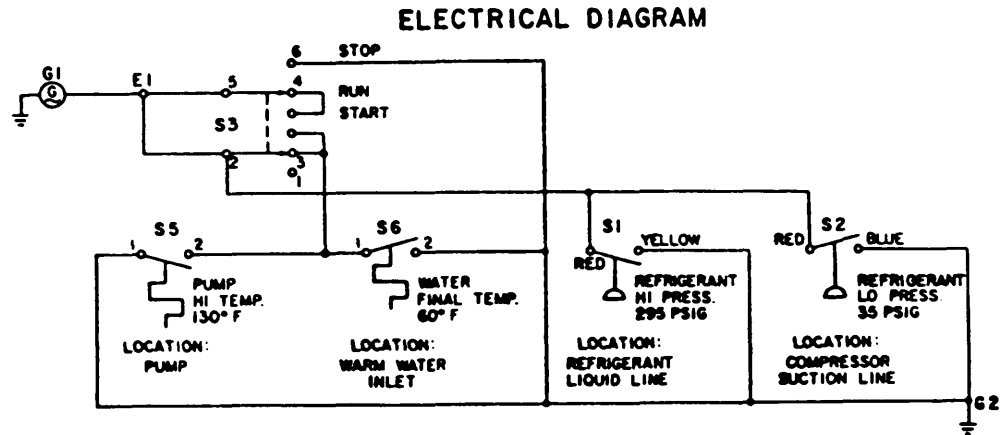 ELECTRICAL DIAGRAM
6 STOP
G1
G
E1
5
4
RUN
START
S3
2
3
1
S5
1
2
PUMP
HI TEMP.
130° F
LOCATION:
PUMP
S6
1
2
WATER
FINAL TEMP.
60° F
LOCATION:
WARM WATER
INLET
S1
RED
YELLOW
REFRIGERANT
HI PRESS.
295 PSIG
LOCATION:
REFRIGERANT
LIQUID LINE
S2
RED
BLUE
REFRIGERANT
LO PRESS.
35 PSIG
LOCATION:
COMPRESSOR
SUCTION LINE
G2